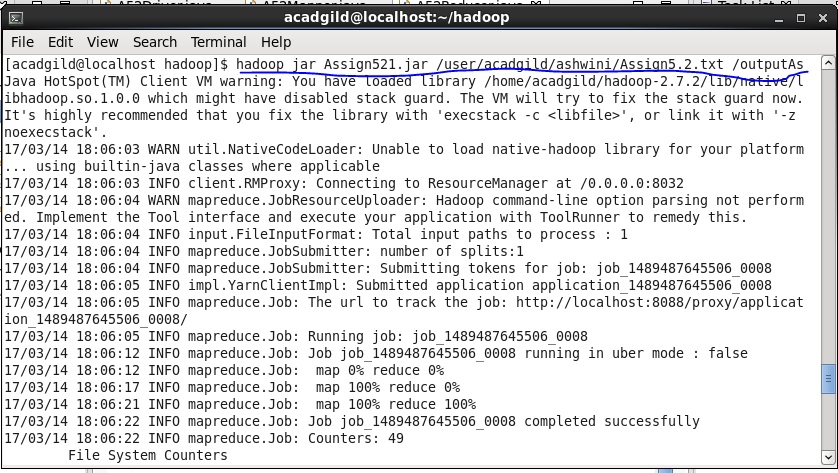 acadgild@localhost:~/hadoop
File Edit View Search Terminal Help
[acadgild@localhost hadoop]$ hadoop jar Assign521.jar /user/acadgild/ashwini/Assign5.2.txt /outputAs
Java HotSpot(TM) Client VM warning: You have loaded library /home/acadgild/hadoop-2.7.2/lib/native/l
ibhadoop.so.1.0.0 which might have disabled stack guard. The VM will try to fix the stack guard now.
It's highly recommended that you fix the library with 'execstack -c <libfile>', or link it with '-z
noexecstack'.
17/03/14 18:06:03 WARN util.NativeCodeLoader: Unable to load native-hadoop library for your platform
... using builtin-java classes where applicable
17/03/14 18:06:03 INFO client.RMProxy: Connecting to ResourceManager at /0.0.0.0:8032
17/03/14 18:06:04 WARN mapreduce.JobResourceUploader: Hadoop command-line option parsing not perform
ed. Implement the Tool interface and execute your application with ToolRunner to remedy this.
17/03/14 18:06:04 INFO input.FileInputFormat: Total input paths to process : 1
17/03/14 18:06:04 INFO mapreduce.JobSubmitter: number of splits:1
17/03/14 18:06:04 INFO mapreduce.JobSubmitter: Submitting tokens for job: job_1489487645506_0008
17/03/14 18:06:05 INFO impl.YarnClientImpl: Submitted application application_1489487645506_0008
17/03/14 18:06:05 INFO mapreduce.Job: The url to track the job: http://localhost:8088/proxy/applicat
ion_1489487645506_0008/
17/03/14 18:06:05 INFO mapreduce.Job: Running job: job_1489487645506_0008
17/03/14 18:06:12 INFO mapreduce.Job: Job job_1489487645506_0008 running in uber mode : false
17/03/14 18:06:12 INFO mapreduce.Job:  map 0% reduce 0%
17/03/14 18:06:17 INFO mapreduce.Job:  map 100% reduce 0%
17/03/14 18:06:21 INFO mapreduce.Job:  map 100% reduce 100%
17/03/14 18:06:22 INFO mapreduce.Job: Job job_1489487645506_0008 completed successfully
17/03/14 18:06:22 INFO mapreduce.Job: Counters: 49
File System Counters